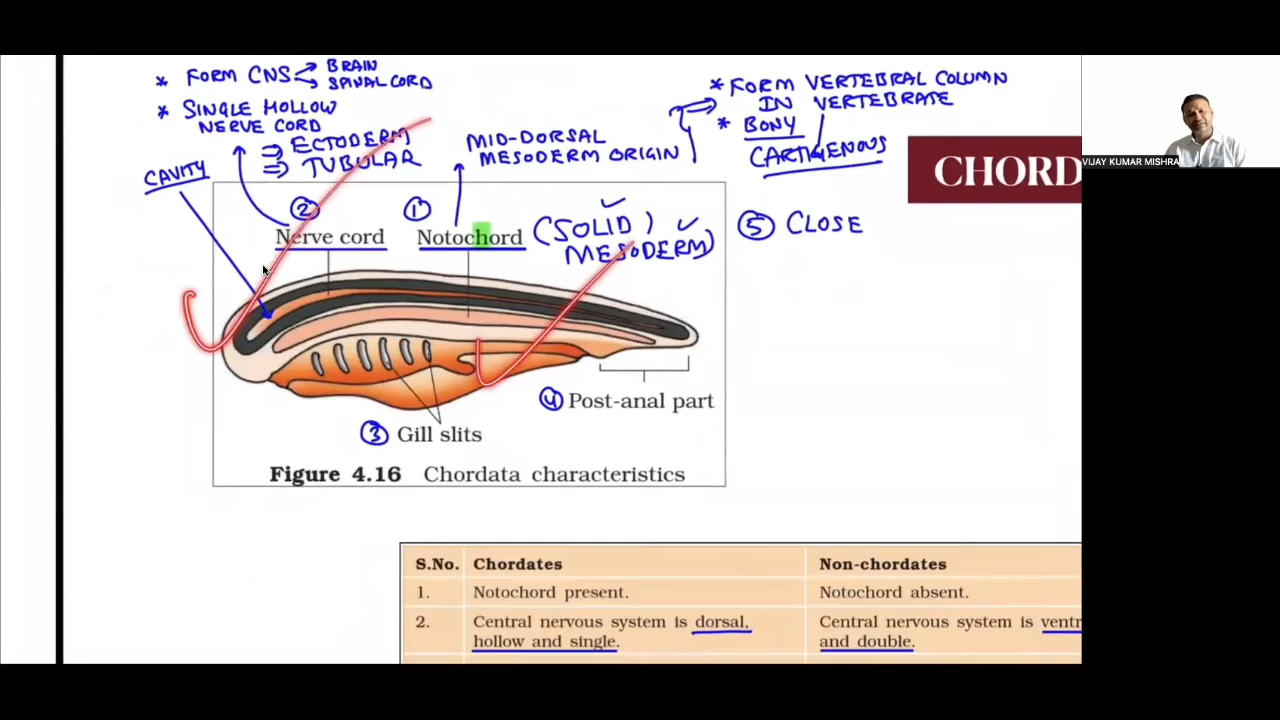 * FORM CNS → BRAIN
→ SPINAL CORD
* SINGLE HOLLOW
NERVE CORD
⇒ ECTODERM
⇒ TUBULAR
CAVITY
MID-DORSAL
MESODERM ORIGIN
* FORM VERTEBRAL COLUMN
IN VERTEBRATE
* BONY
VIJAY KUMAR MISHRA
CHORD
② ①
Nerve cord Notochord (SOLID)
MESODERM)
⑤ CLOSE
④ Post-anal part
③ Gill slits
Figure 4.16 Chordata characteristics
S.No. Chordates Non-chordates
1. Notochord present. Notochord absent.
2. Central nervous system is dorsal, Central nervous system is ventr
hollow and single. and double.